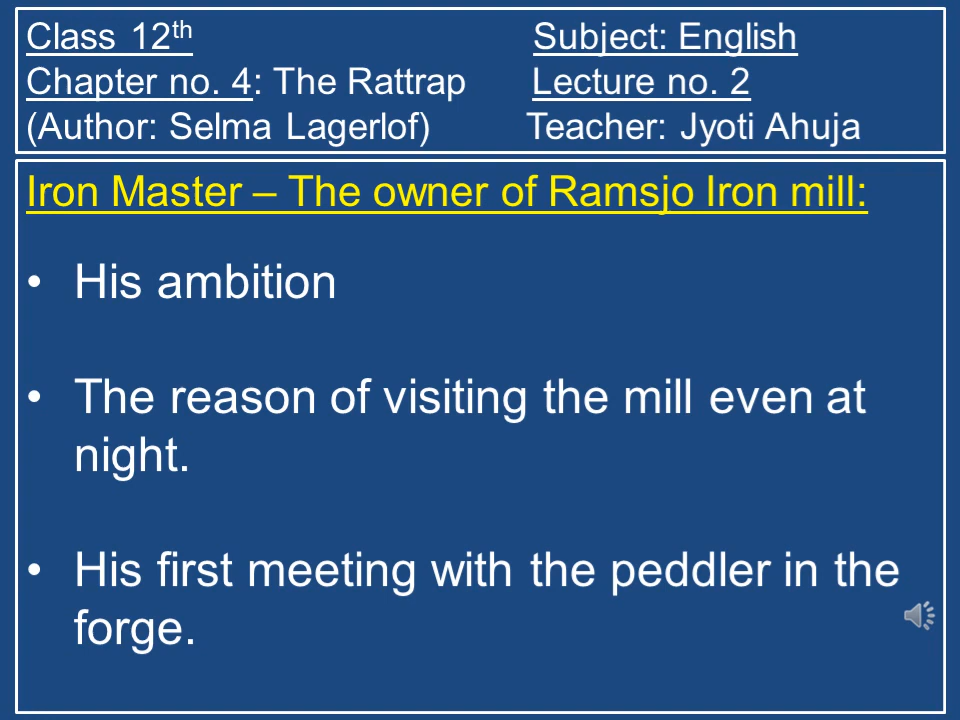 Class 12th Subject: English
Chapter no. 4: The Rattrap Lecture no. 2
(Author: Selma Lagerlof) Teacher: Jyoti Ahuja
Iron Master – The owner of Ramsjo Iron mill:
• His ambition
• The reason of visiting the mill even at
night.
• His first meeting with the peddler in the
forge.